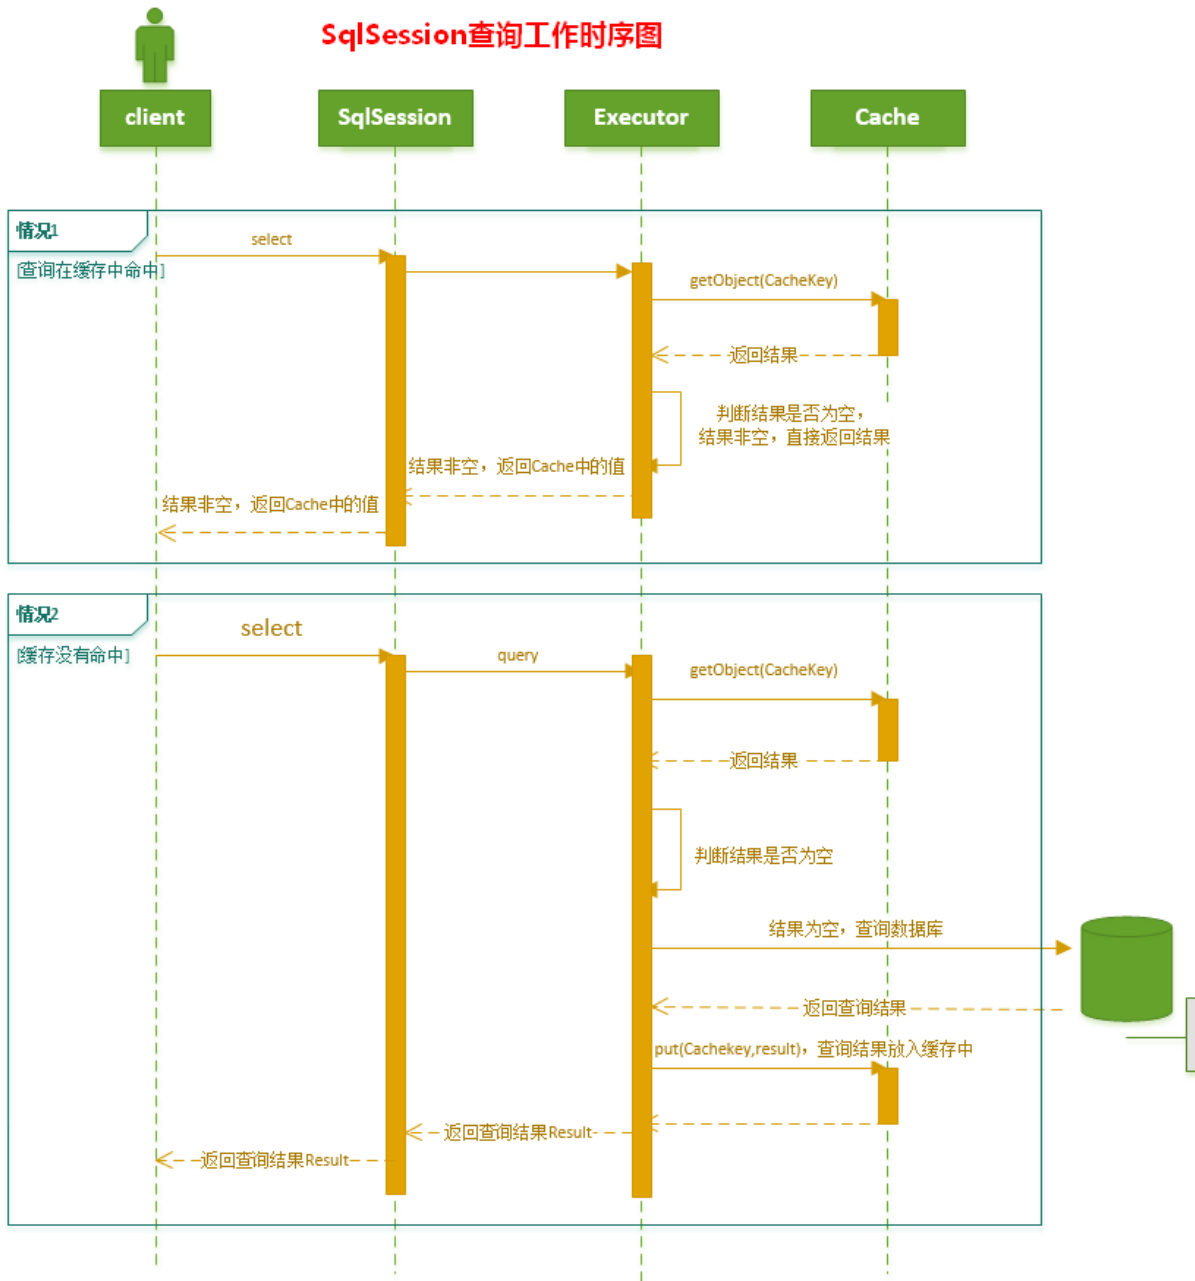 SqlSession查询工作时序图
client
SqlSession
Executor
Cache
情况1
[查询在缓存中命中]
select
getObject(CacheKey)
返回结果
判断结果是否为空，
结果非空，直接返回结果
结果非空，返回Cache中的值
结果非空，返回Cache中的值
情况2
[缓存没有命中]
select
query
getObject(CacheKey)
返回结果
判断结果是否为空
结果为空，查询数据库
返回查询结果
put(Cachekey,result)，查询结果放入缓存中
返回查询结果Result
返回查询结果Result